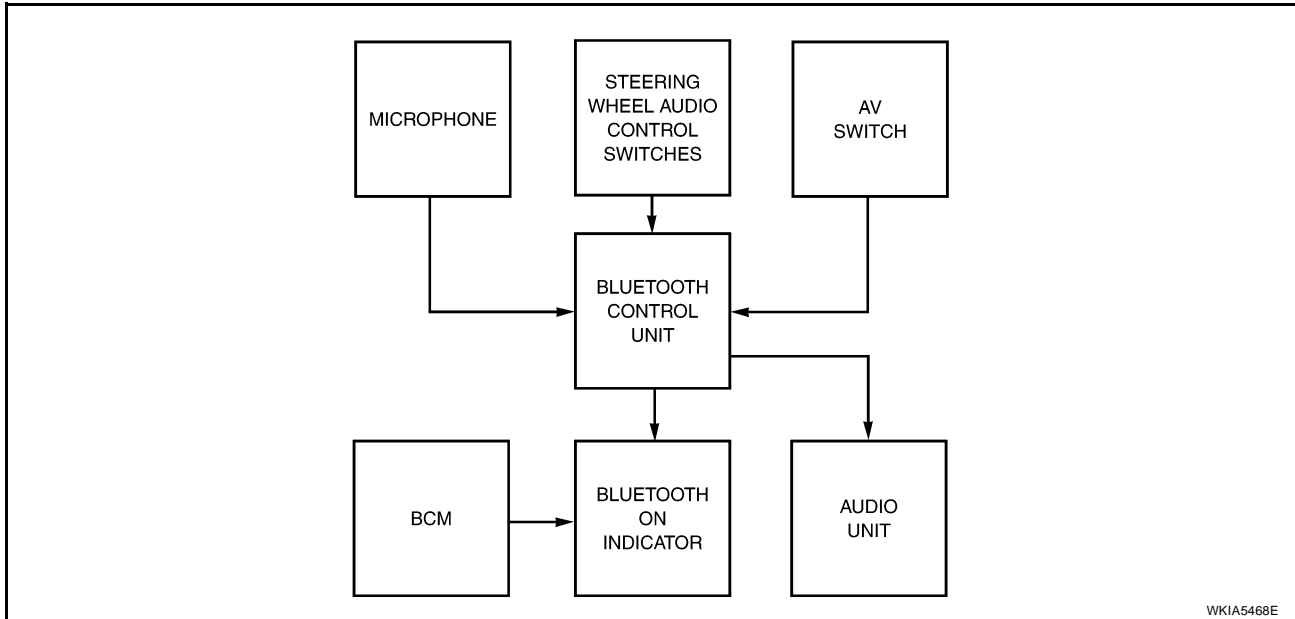 MICROPHONE
STEERING
WHEEL AUDIO
CONTROL
SWITCHES
AV
SWITCH
BLUETOOTH
CONTROL
UNIT
BCM
BLUETOOTH
ON
INDICATOR
AUDIO
UNIT
WKIA5468E